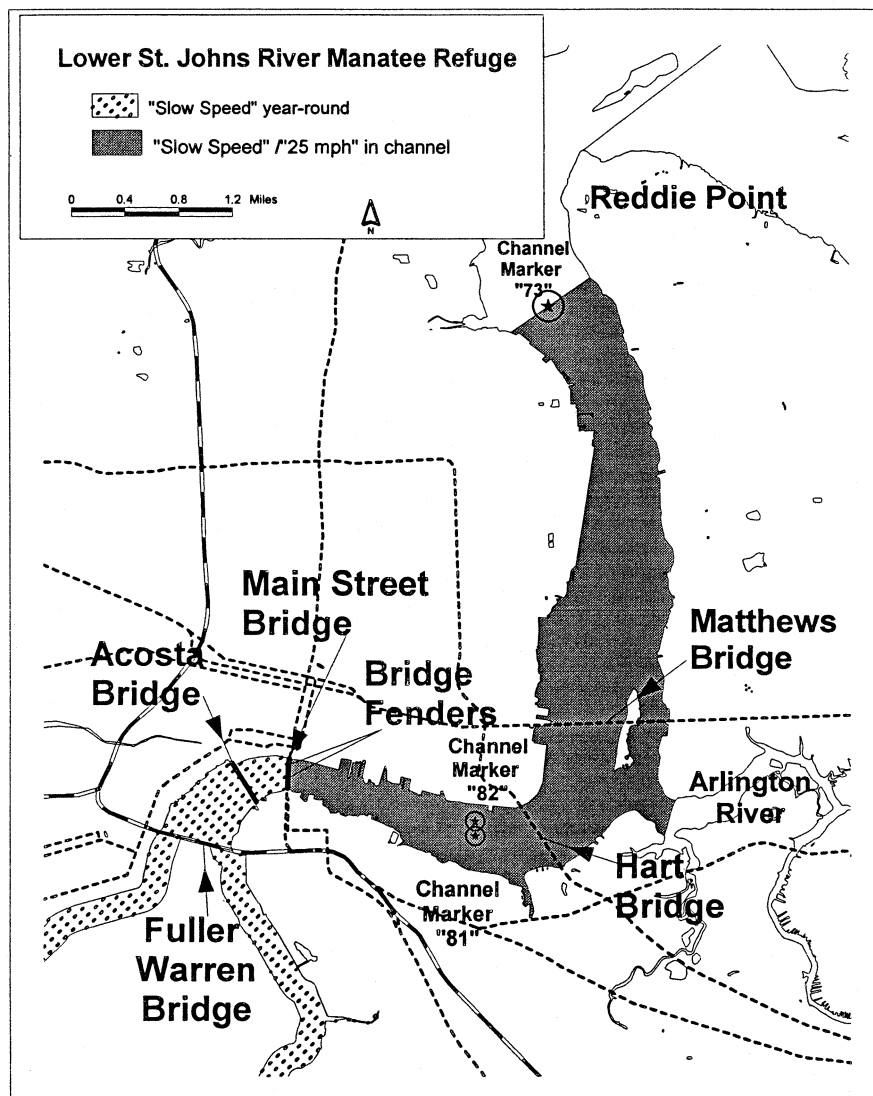 Lower St. Johns River Manatee Refuge
"Slow Speed" year-round
"Slow Speed" /"25 mph" in channel
0 0.4 0.8 1.2 Miles
N
Reddie Point
Channel
Marker
"73"
Main Street
Bridge
Acosta
Bridge
Bridge
Fenders
Matthews
Bridge
Channel
Marker
"82"
Arlington
River
Hart
Bridge
Channel
Marker
"81"
Fuller
Warren
Bridge